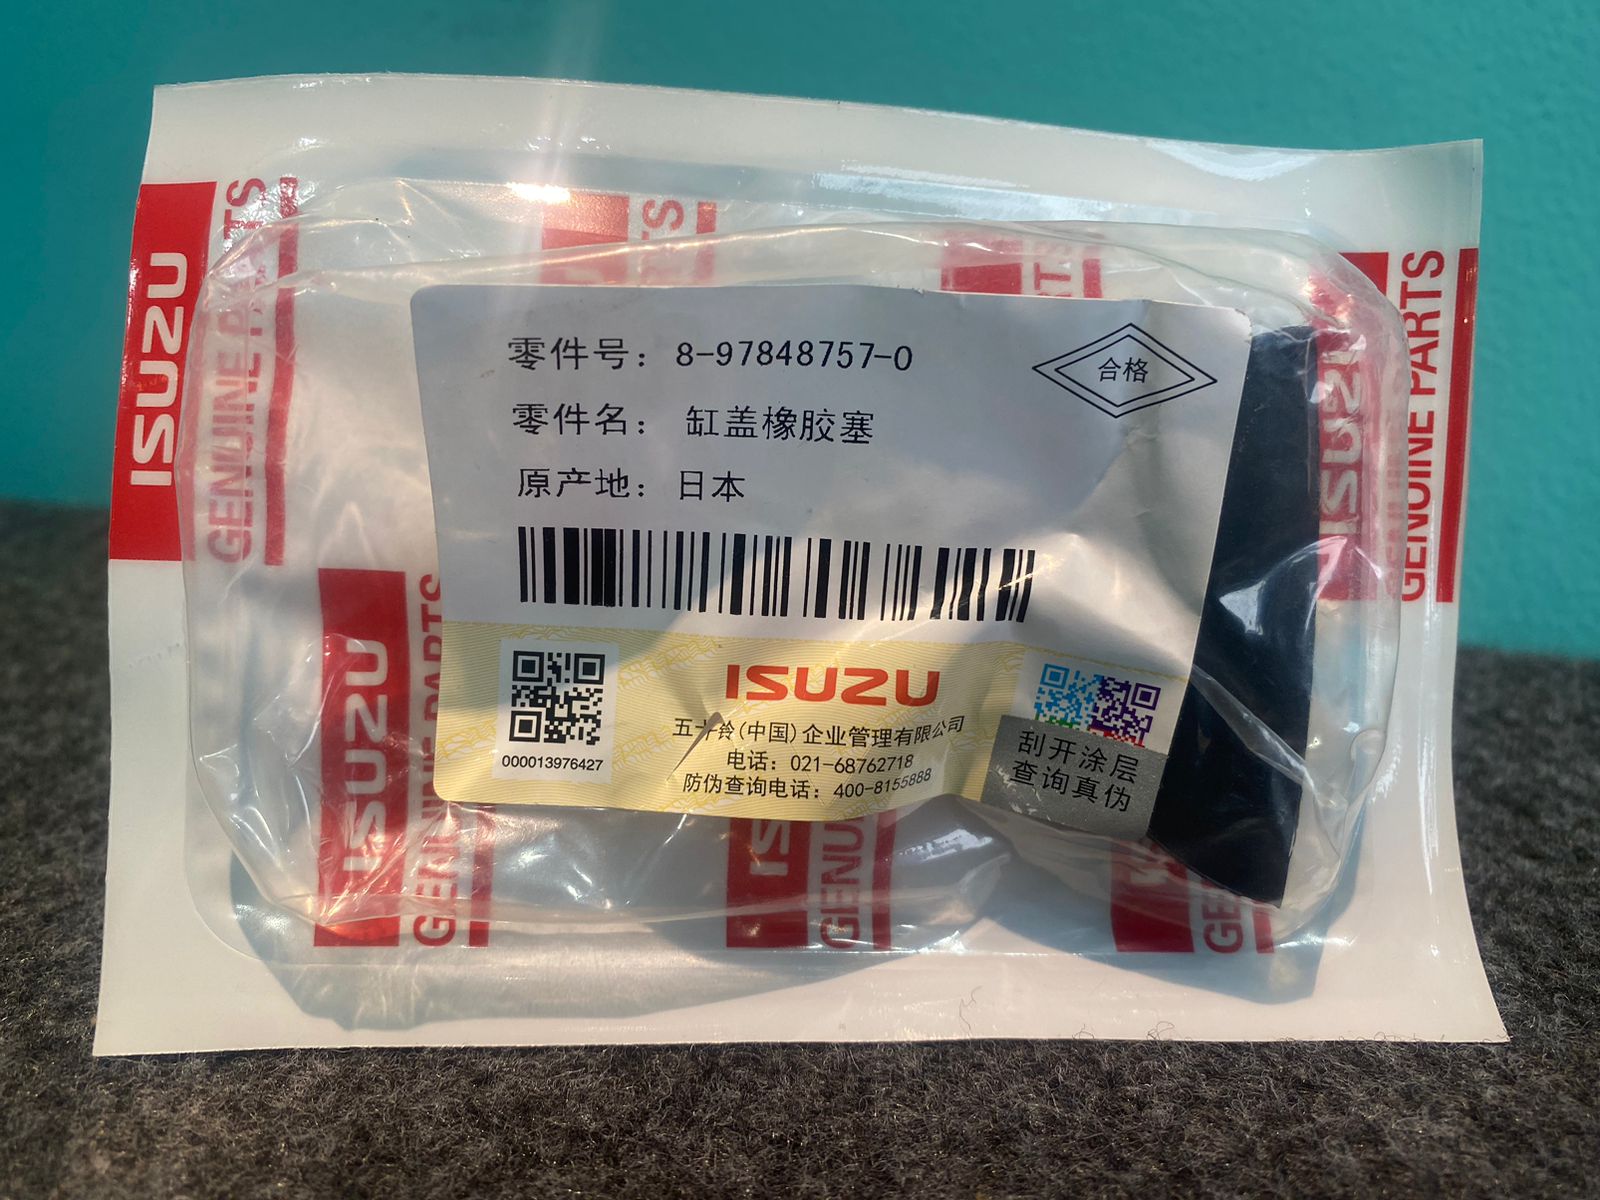 零件号: 8-97848757-0
合格
零件名: 缸盖橡胶塞
原产地: 日本
000013976427
ISUZU
五十铃(中国)企业管理有限公司
电话: 021-68762718
防伪查询电话: 400-8155888
刮开涂层
查询真伪
ISUZU
GENUINE PARTS
ISUZU
GENUINE PARTS
ISUZU
GENUINE PARTS